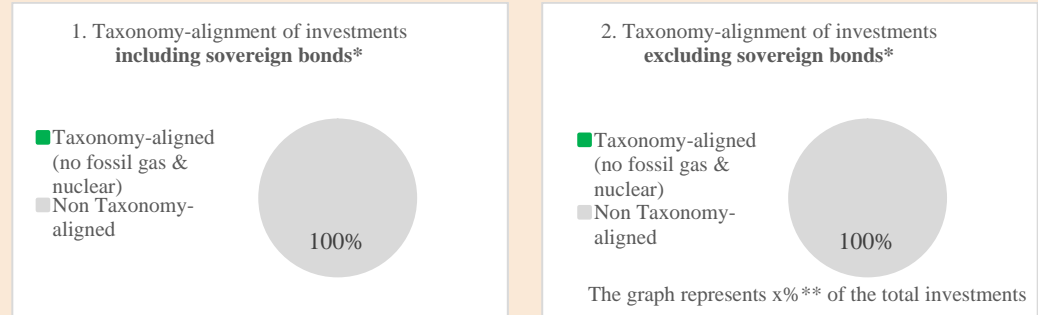 1. Taxonomy-alignment of investments
including sovereign bonds*
Taxonomy-aligned
(no fossil gas &
nuclear)
Non Taxonomy-
aligned
100%
2. Taxonomy-alignment of investments
excluding sovereign bonds*
Taxonomy-aligned
(no fossil gas &
nuclear)
Non Taxonomy-
aligned
100%
The graph represents x%** of the total investments